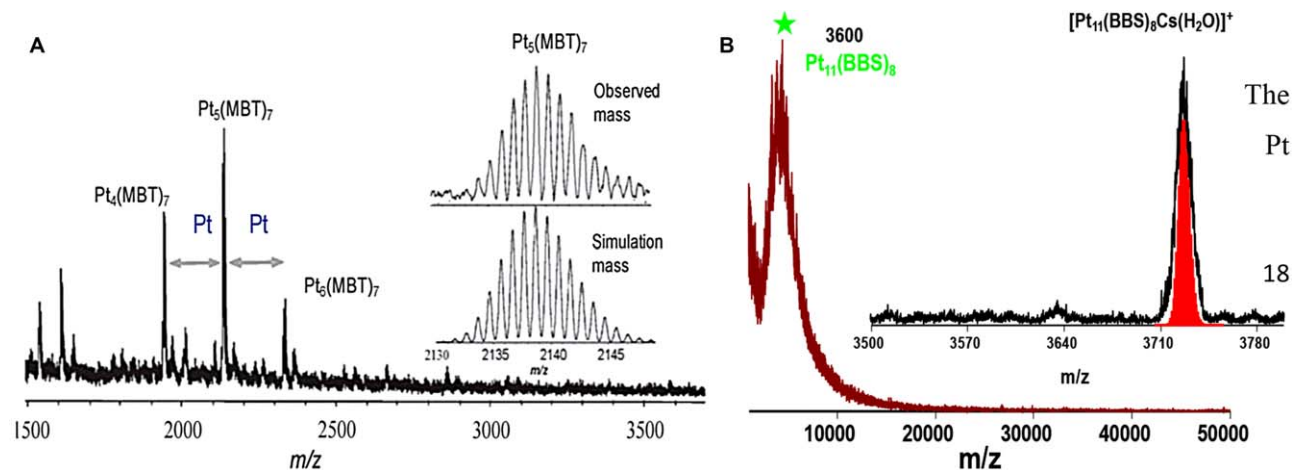 A
Pt₅(MBT)₇
Observed
mass
Pt₅(MBT)₇
Pt₄(MBT)₇
Pt
Pt
Pt₆(MBT)₇
Simulation
mass
2130 2135 2140 2145
m/z
1500 2000 2500 3000 3500
m/z
B
3600
Pt₁₁(BBS)₈
[Pt₁₁(BBS)₈Cs(H₂O)]⁺
The
Pt
18
3500 3570 3640 3710 3780
m/z
10000 20000 30000 40000 50000
m/z